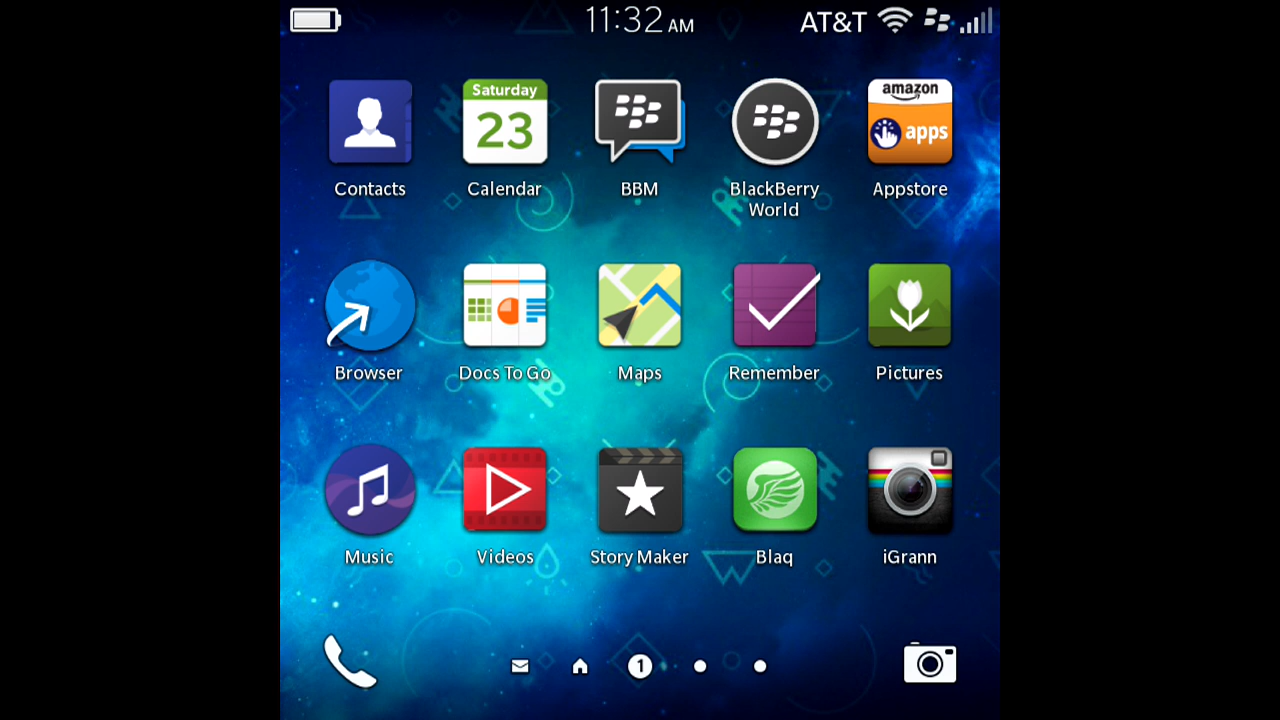 11:32 AM
AT&T
Saturday
23
amazon
apps
Contacts
Calendar
BBM
BlackBerry
World
Appstore
Browser
Docs To Go
Maps
Remember
Pictures
Music
Videos
Story Maker
Blaq
iGrann
1